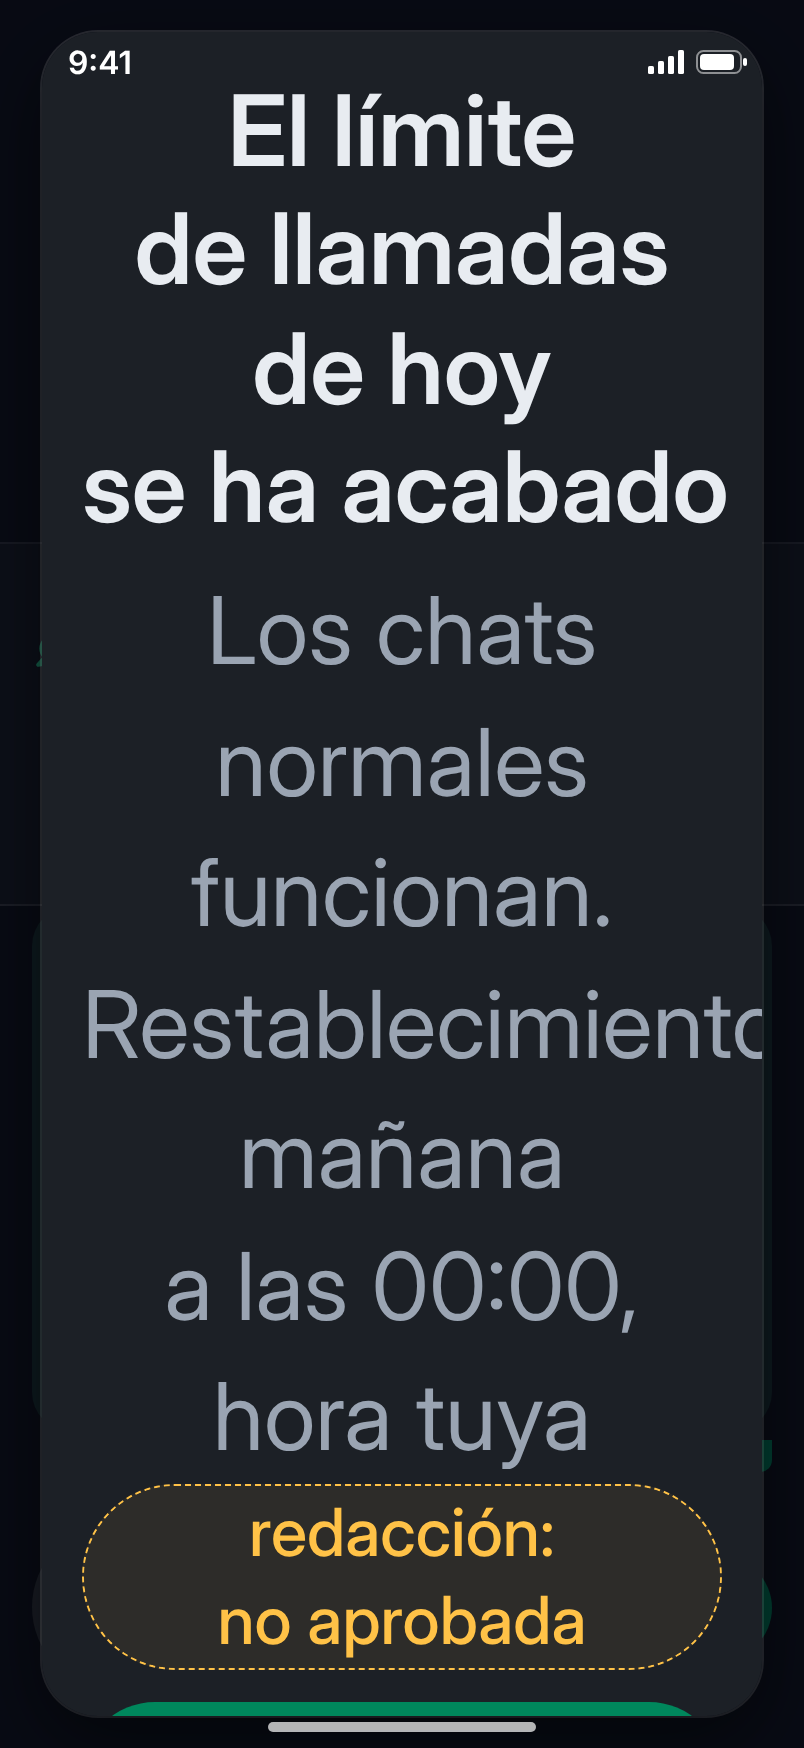 9:41
El límite
de llamadas
de hoy
se ha acabado
Los chats
normales
funcionan.
Restablecimiento
mañana
a las 00:00,
hora tuya
redacción:
no aprobada